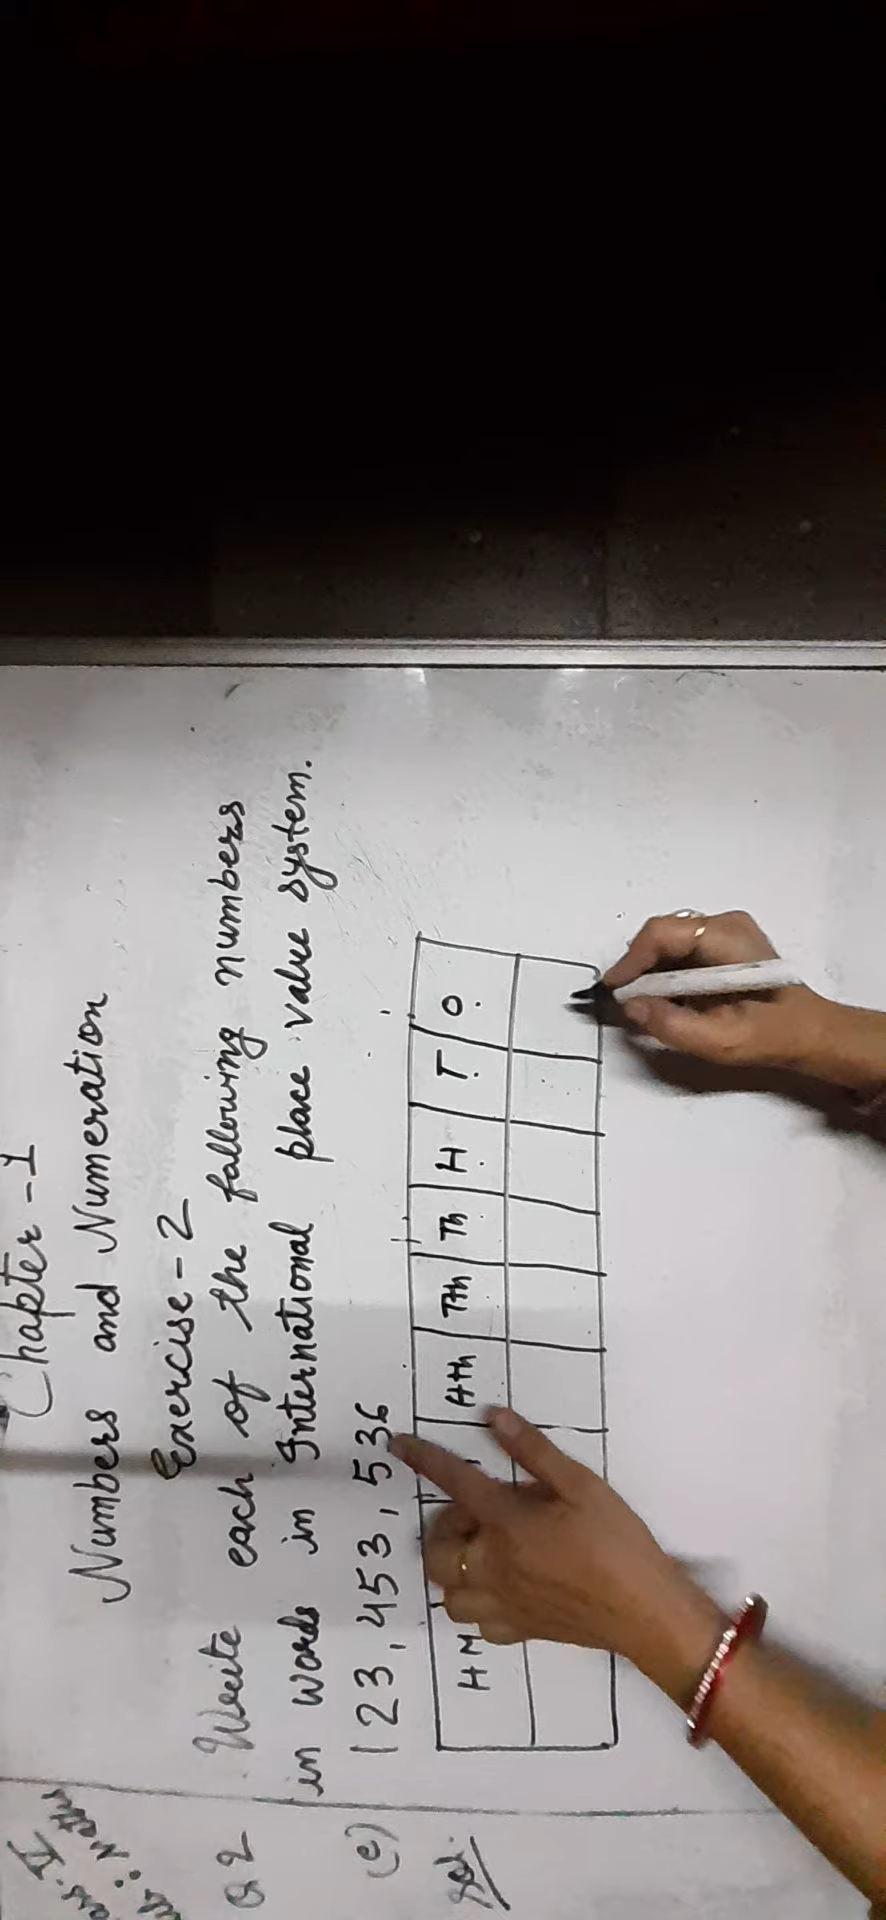 Chapter-1
Numbers and Numeration
Exercise-2
Q2 Write each of the following numbers
in words in International place value system.
(e) 123,453,536
Sol. HM Hth Tth Th H T O